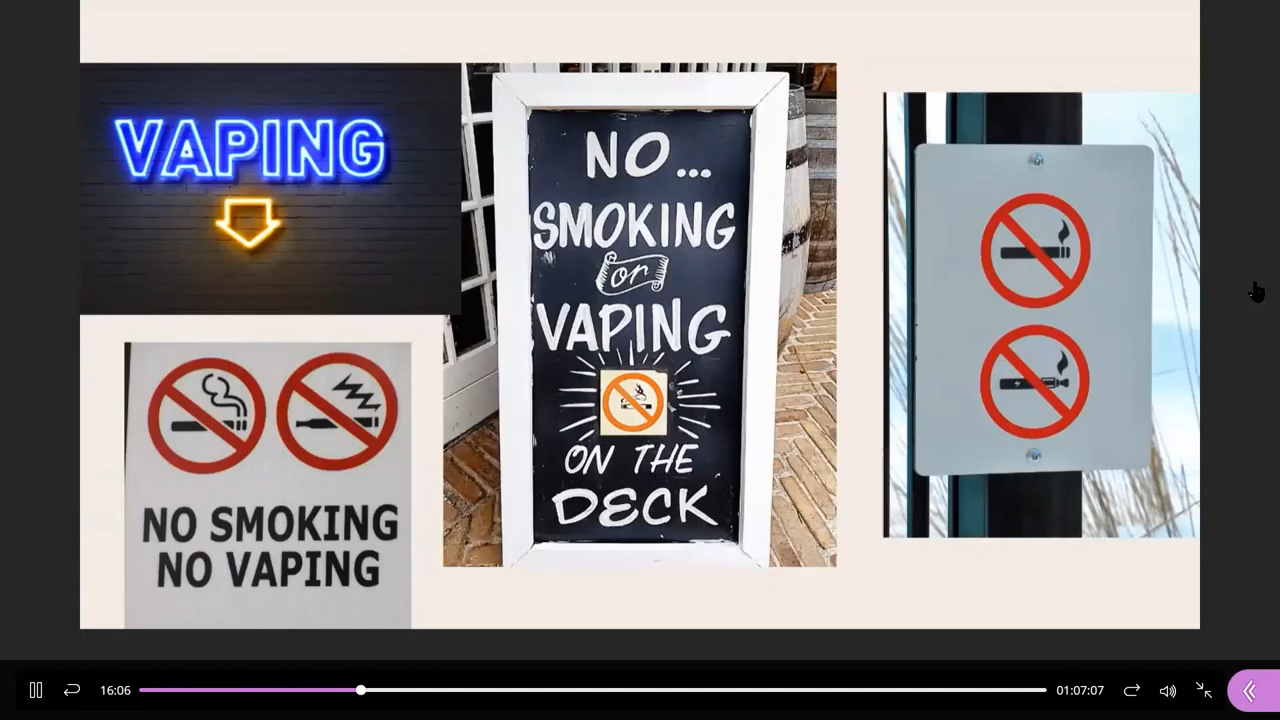 VAPING
NO SMOKING
NO VAPING
NO...
SMOKING
or
VAPING
ON THE
DECK
16:06
01:07:07